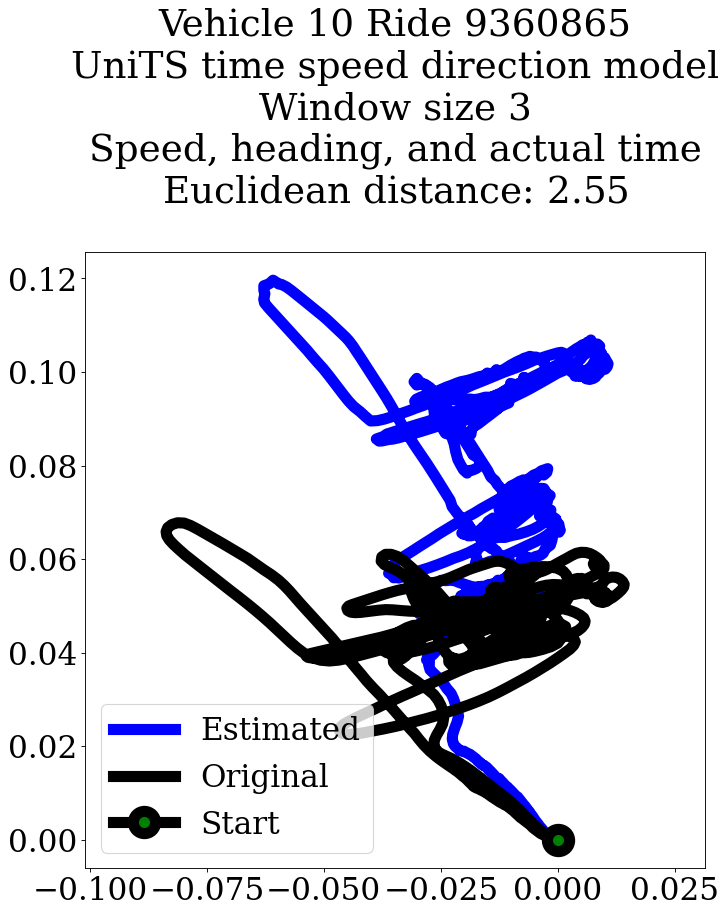 Vehicle 10 Ride 9360865
UniTS time speed direction model
Window size 3
Speed, heading, and actual time
Euclidean distance: 2.55
0.12
0.10
0.08
0.06
0.04
0.02
0.00
Estimated
Original
Start
−0.100 −0.075 −0.050 −0.025 0.000 0.025